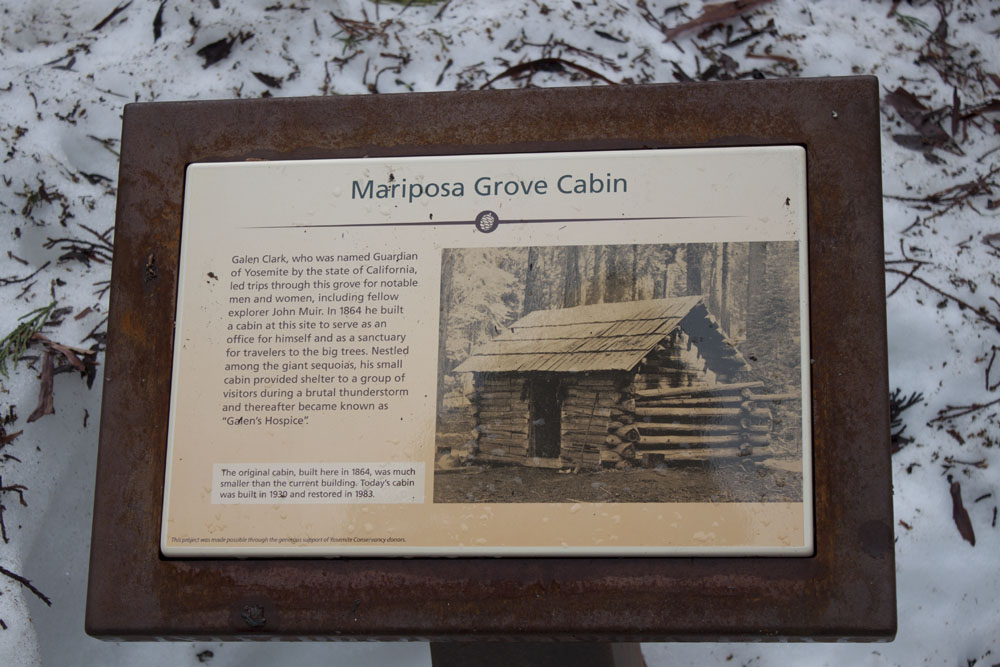 Mariposa Grove Cabin
Galen Clark, who was named Guardian
of Yosemite by the state of California,
led trips through this grove for notable
men and women, including fellow
explorer John Muir. In 1864 he built
a cabin at this site to serve as an
office for himself and as a sanctuary
for travelers to the big trees. Nestled
among the giant sequoias, his small
cabin provided shelter to a group of
visitors during a brutal thunderstorm
and thereafter became known as
“Galen’s Hospice”.
The original cabin, built here in 1864, was much
smaller than the current building. Today’s cabin
was built in 1930 and restored in 1983.
This project was made possible through the generous support of Yosemite Conservancy donors.